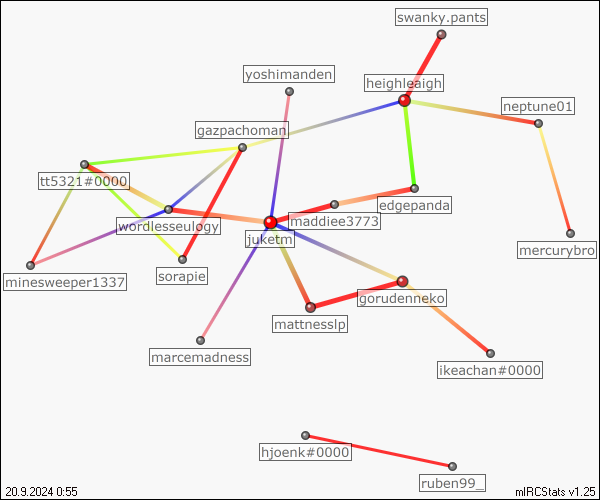 swanky.pants
yoshimanden
heighleaigh
neptune01
gazpachoman
tt5321#0000
edgepanda
maddiee3773
wordlesseulogy
juketm
mercurybro
sorapie
minesweeper1337
gorudenneko
mattnesslp
marcemadness
ikeachan#0000
hjoenk#0000
ruben99_
20.9.2024 0:55
mIRCStats v1.25